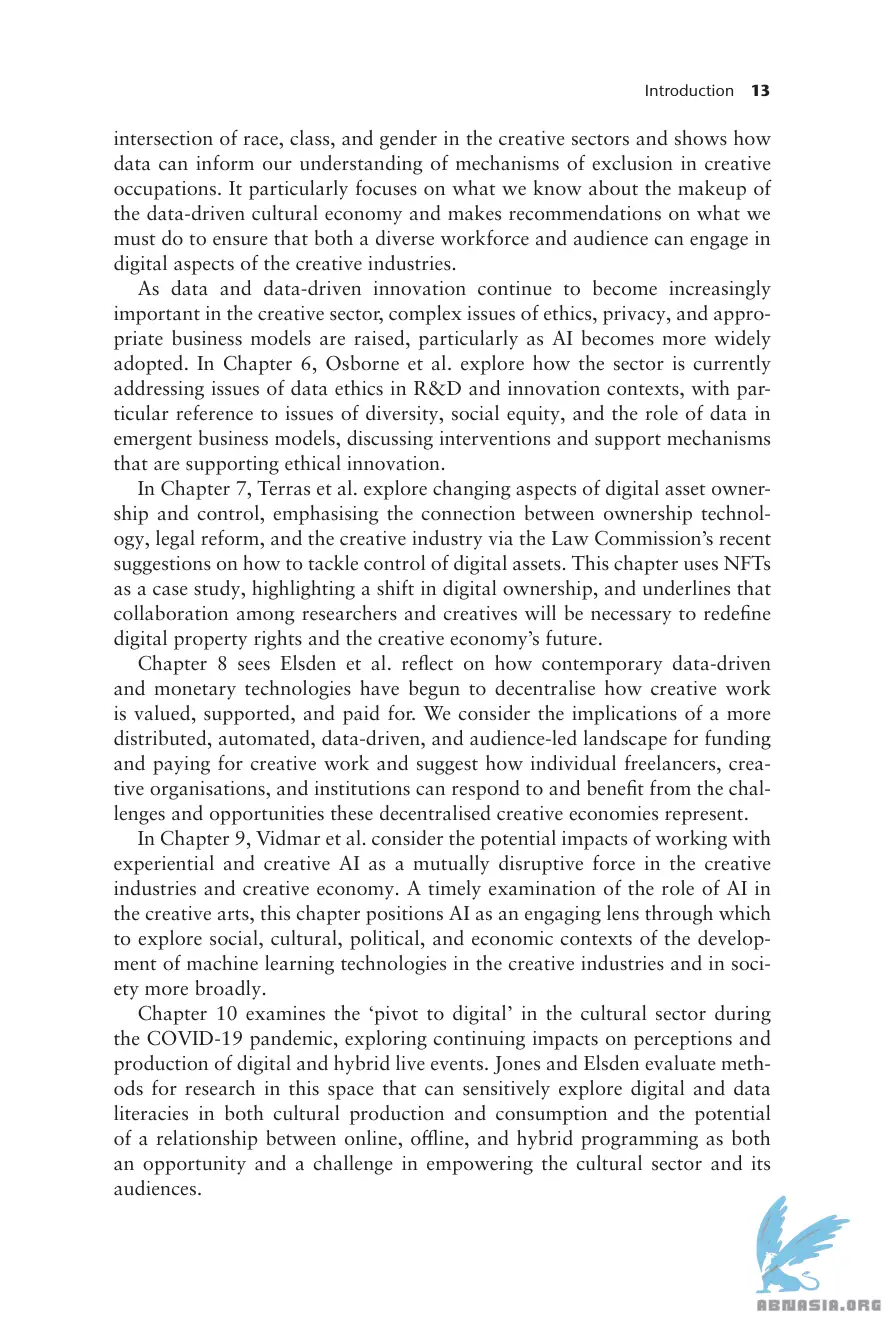 Introduction 13
intersection of race, class, and gender in the creative sectors and shows how
data can inform our understanding of mechanisms of exclusion in creative
occupations. It particularly focuses on what we know about the makeup of
the data-driven cultural economy and makes recommendations on what we
must do to ensure that both a diverse workforce and audience can engage in
digital aspects of the creative industries.
As data and data-driven innovation continue to become increasingly
important in the creative sector, complex issues of ethics, privacy, and appro-
priate business models are raised, particularly as AI becomes more widely
adopted. In Chapter 6, Osborne et al. explore how the sector is currently
addressing issues of data ethics in R&D and innovation contexts, with par-
ticular reference to issues of diversity, social equity, and the role of data in
emergent business models, discussing interventions and support mechanisms
that are supporting ethical innovation.
In Chapter 7, Terras et al. explore changing aspects of digital asset owner-
ship and control, emphasising the connection between ownership technol-
ogy, legal reform, and the creative industry via the Law Commission’s recent
suggestions on how to tackle control of digital assets. This chapter uses NFTs
as a case study, highlighting a shift in digital ownership, and underlines that
collaboration among researchers and creatives will be necessary to redefine
digital property rights and the creative economy’s future.
Chapter 8 sees Elsden et al. reflect on how contemporary data-driven
and monetary technologies have begun to decentralise how creative work
is valued, supported, and paid for. We consider the implications of a more
distributed, automated, data-driven, and audience-led landscape for funding
and paying for creative work and suggest how individual freelancers, crea-
tive organisations, and institutions can respond to and benefit from the chal-
lenges and opportunities these decentralised creative economies represent.
In Chapter 9, Vidmar et al. consider the potential impacts of working with
experiential and creative AI as a mutually disruptive force in the creative
industries and creative economy. A timely examination of the role of AI in
the creative arts, this chapter positions AI as an engaging lens through which
to explore social, cultural, political, and economic contexts of the develop-
ment of machine learning technologies in the creative industries and in soci-
ety more broadly.
Chapter 10 examines the ‘pivot to digital’ in the cultural sector during
the COVID-19 pandemic, exploring continuing impacts on perceptions and
production of digital and hybrid live events. Jones and Elsden evaluate meth-
ods for research in this space that can sensitively explore digital and data
literacies in both cultural production and consumption and the potential
of a relationship between online, offline, and hybrid programming as both
an opportunity and a challenge in empowering the cultural sector and its
audiences.
ABNASIA.ORG